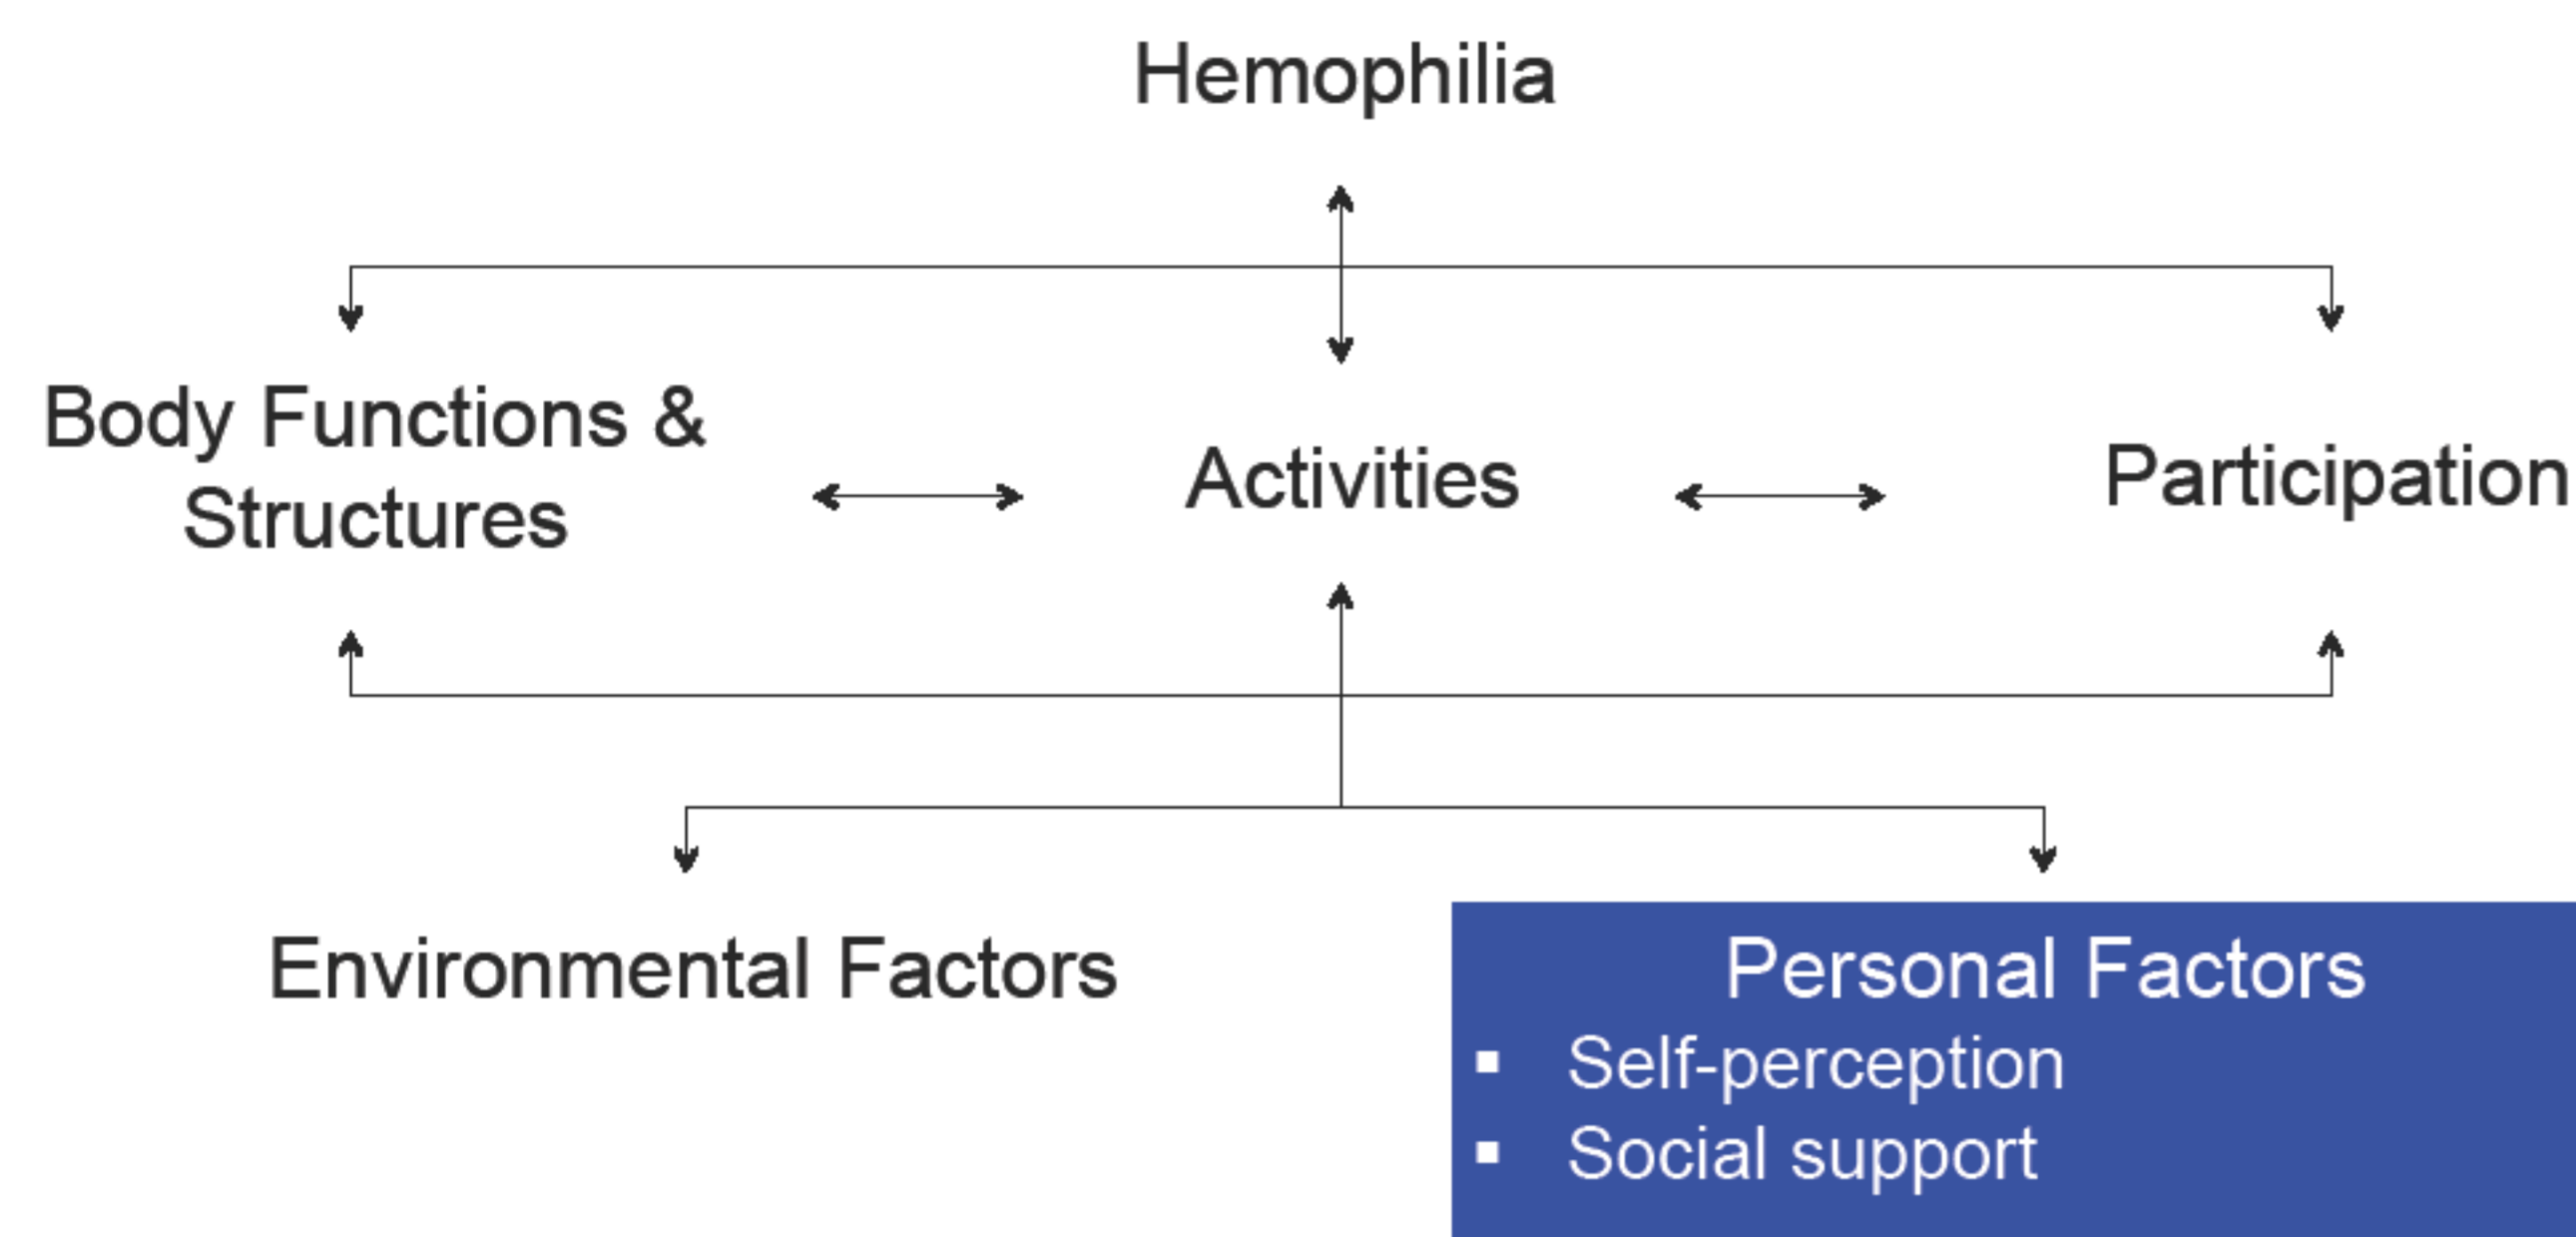 Hemophilia
Body Functions &
Structures
Activities
Participation
Environmental Factors
Personal Factors
▪ Self-perception
▪ Social support